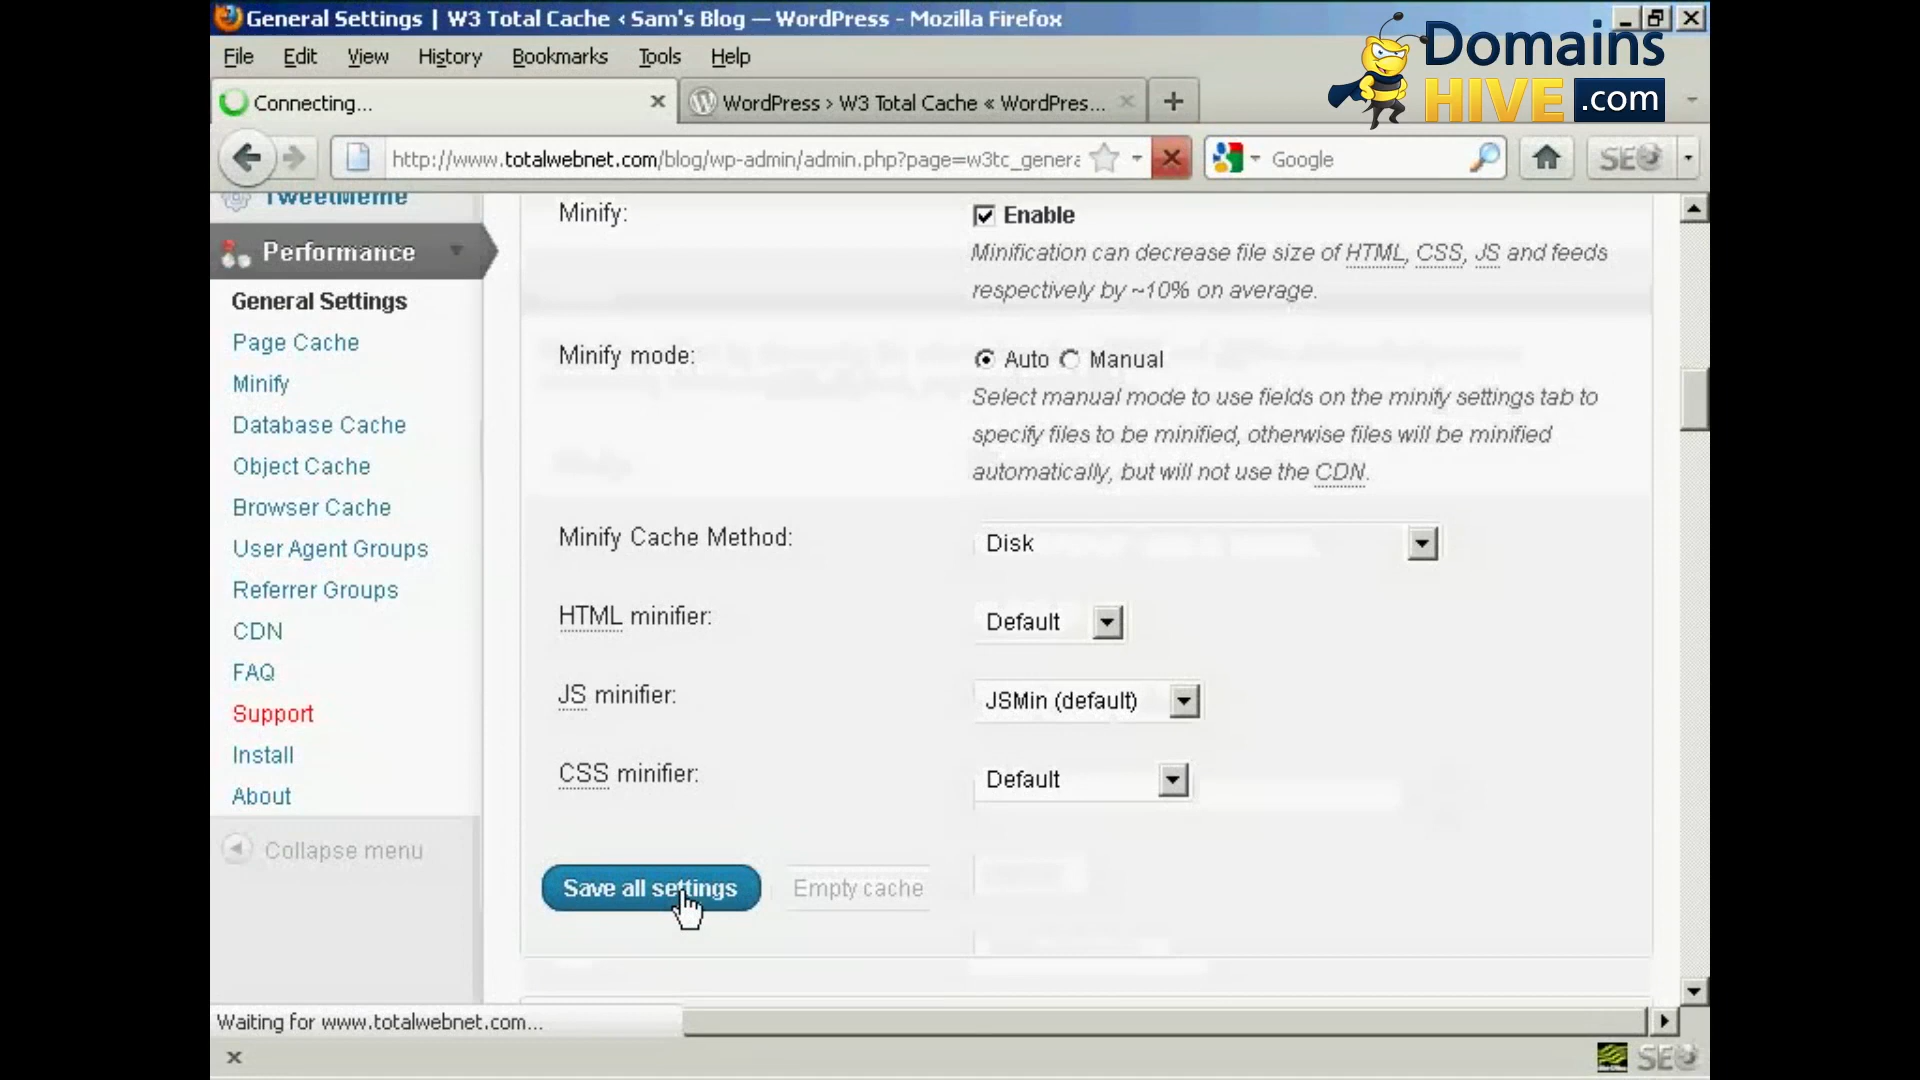 General Settings | W3 Total Cache ‹ Sam's Blog — WordPress - Mozilla Firefox
Domains
HIVE.com
File Edit View History Bookmarks Tools Help
Connecting...
WordPress › W3 Total Cache « WordPres...
http://www.totalwebnet.com/blog/wp-admin/admin.php?page=w3tc_genera
Google
SEO
TweetMeme
Performance
General Settings
Page Cache
Minify
Database Cache
Object Cache
Browser Cache
User Agent Groups
Referrer Groups
CDN
FAQ
Support
Install
About
Collapse menu
Minify:
Enable
Minification can decrease file size of HTML, CSS, JS and feeds
respectively by ~10% on average.
Minify mode:
Auto Manual
Select manual mode to use fields on the minify settings tab to
specify files to be minified, otherwise files will be minified
automatically, but will not use the CDN.
Minify Cache Method:
Disk
HTML minifier:
Default
JS minifier:
JSMin (default)
CSS minifier:
Default
Save all settings
Empty cache
Waiting for www.totalwebnet.com...
SEO